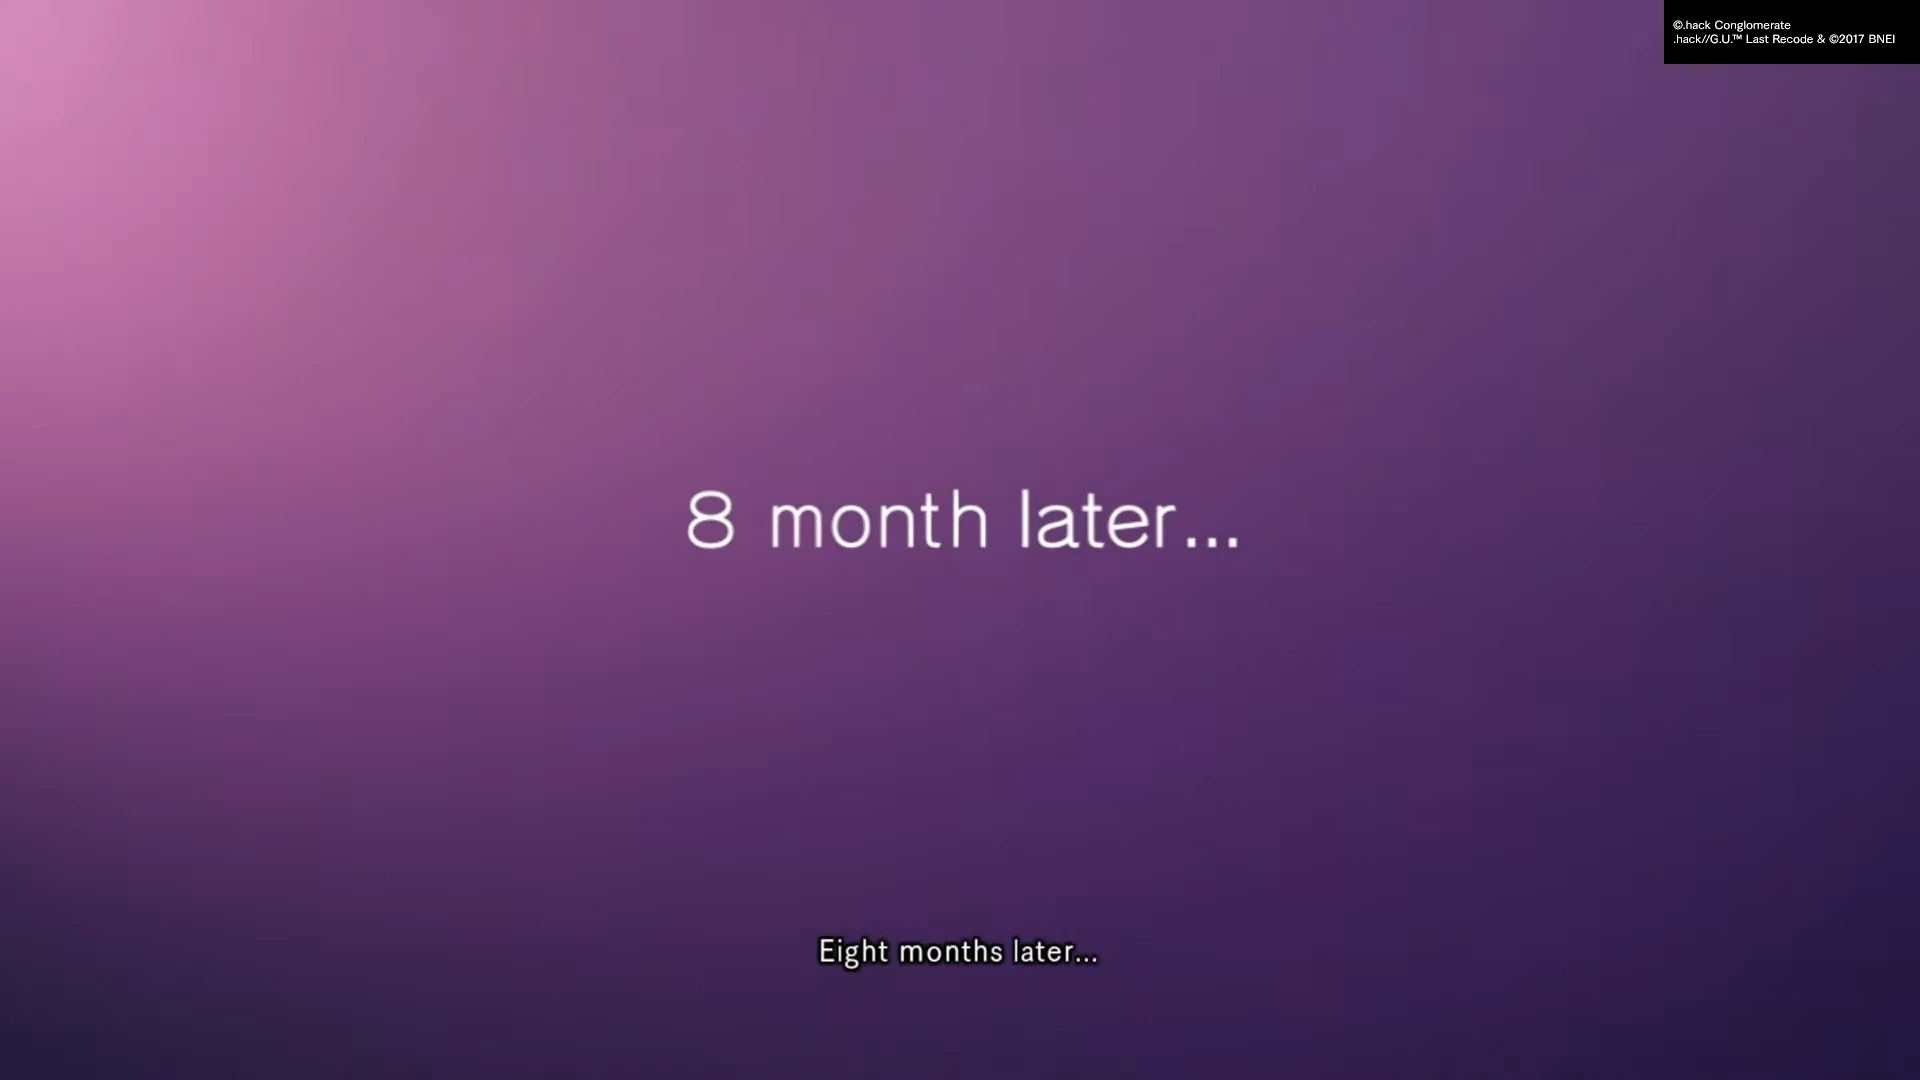 ©.hack Conglomerate
.hack//G.U.™ Last Recode & ©2017 BNEI
8 month later...
Eight months later...